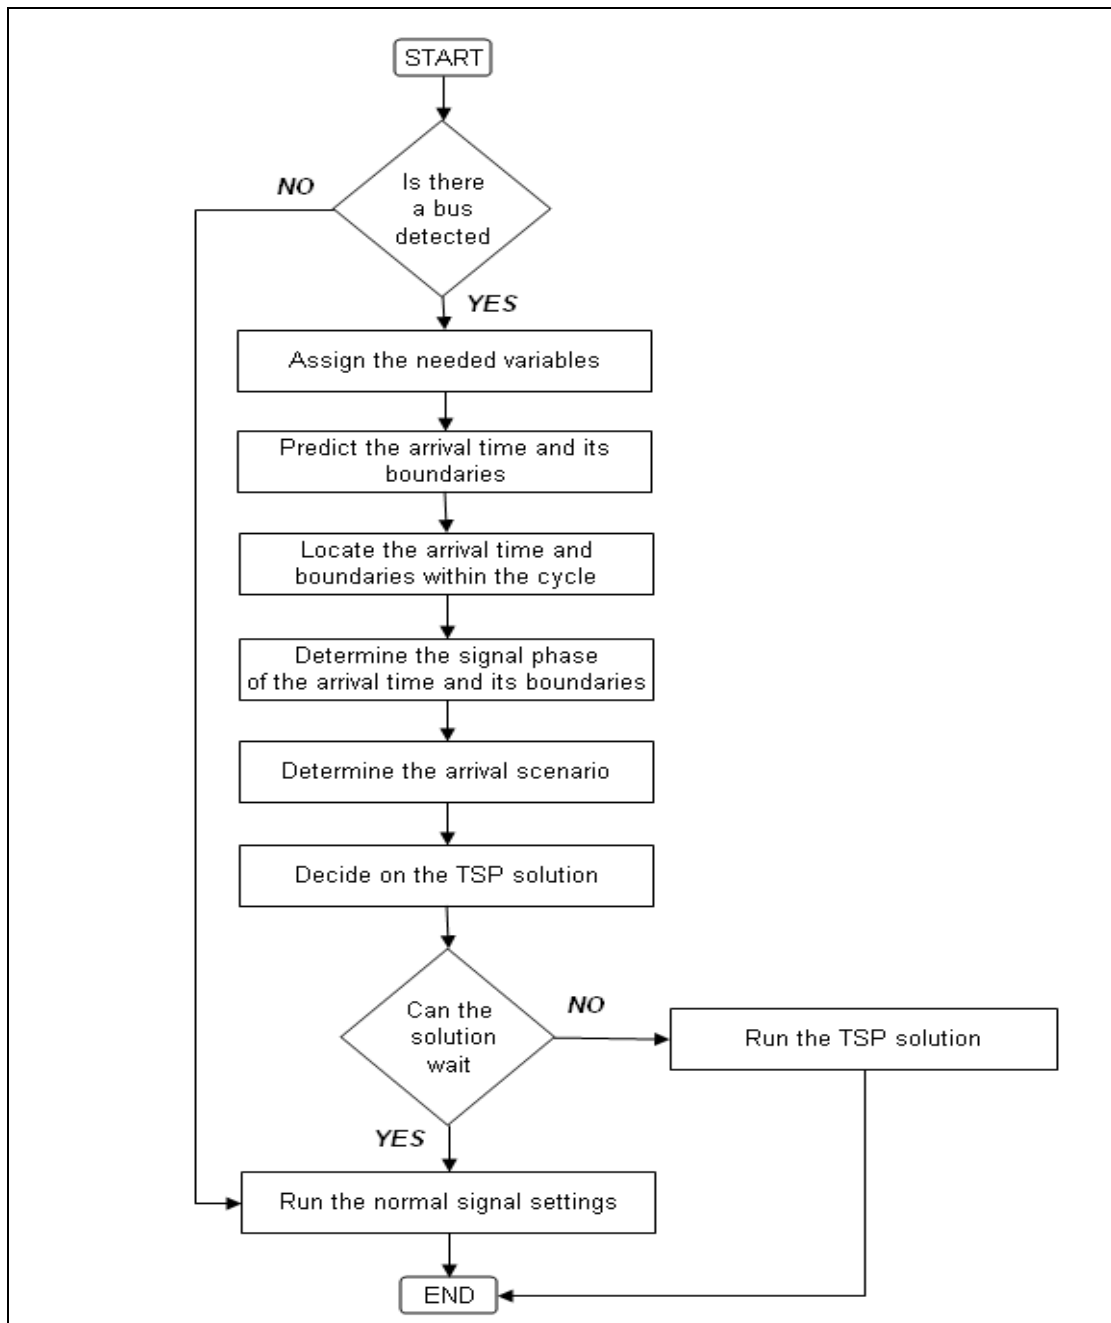 START
Is there
a bus
detected
NO
YES
Assign the needed variables
Predict the arrival time and its
boundaries
Locate the arrival time and
boundaries within the cycle
Determine the signal phase
of the arrival time and its boundaries
Determine the arrival scenario
Decide on the TSP solution
Can the
solution
wait
NO
Run the TSP solution
YES
Run the normal signal settings
END